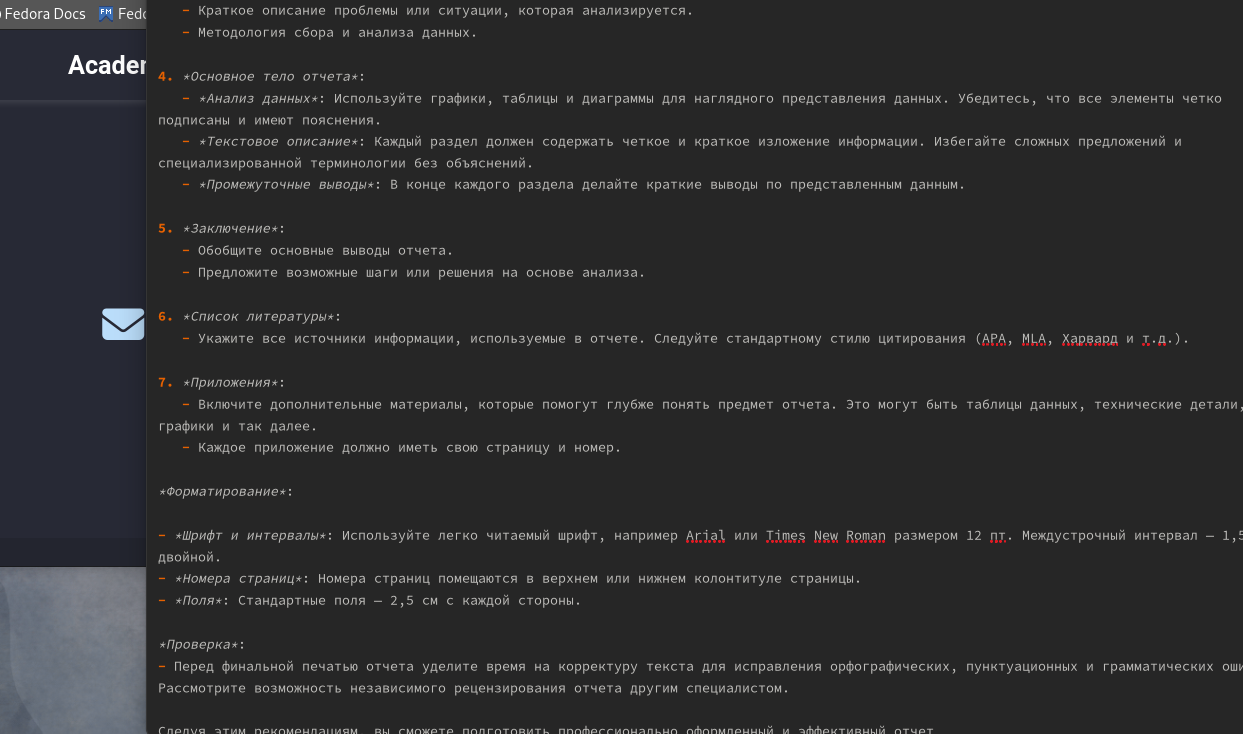 Fedora Docs
Academ
– Краткое описание проблемы или ситуации, которая анализируется.
– Методология сбора и анализа данных.
4. *Основное тело отчета*:
– *Анализ данных*: Используйте графики, таблицы и диаграммы для наглядного представления данных. Убедитесь, что все элементы четко
подписаны и имеют пояснения.
– *Текстовое описание*: Каждый раздел должен содержать четкое и краткое изложение информации. Избегайте сложных предложений и
специализированной терминологии без объяснений.
– *Промежуточные выводы*: В конце каждого раздела делайте краткие выводы по представленным данным.
5. *Заключение*:
– Обобщите основные выводы отчета.
– Предложите возможные шаги или решения на основе анализа.
6. *Список литературы*:
– Укажите все источники информации, используемые в отчете. Следуйте стандартному стилю цитирования (APA, MLA, Харвард и т.д.).
7. *Приложения*:
– Включите дополнительные материалы, которые помогут глубже понять предмет отчета. Это могут быть таблицы данных, технические детали,
графики и так далее.
– Каждое приложение должно иметь свою страницу и номер.
*Форматирование*:
– *Шрифт и интервалы*: Используйте легко читаемый шрифт, например Arial или Times New Roman размером 12 пт. Междустрочный интервал — 1,5
двойной.
– *Номера страниц*: Номера страниц помещаются в верхнем или нижнем колонтитуле страницы.
– *Поля*: Стандартные поля — 2,5 см с каждой стороны.
*Проверка*:
– Перед финальной печатью отчета уделите время на корректуру текста для исправления орфографических, пунктуационных и грамматических
Рассмотрите возможность независимого рецензирования отчета другим специалистом.
Следуя этим рекомендациям, вы сможете подготовить профессионально оформленный и эффективный отчет.